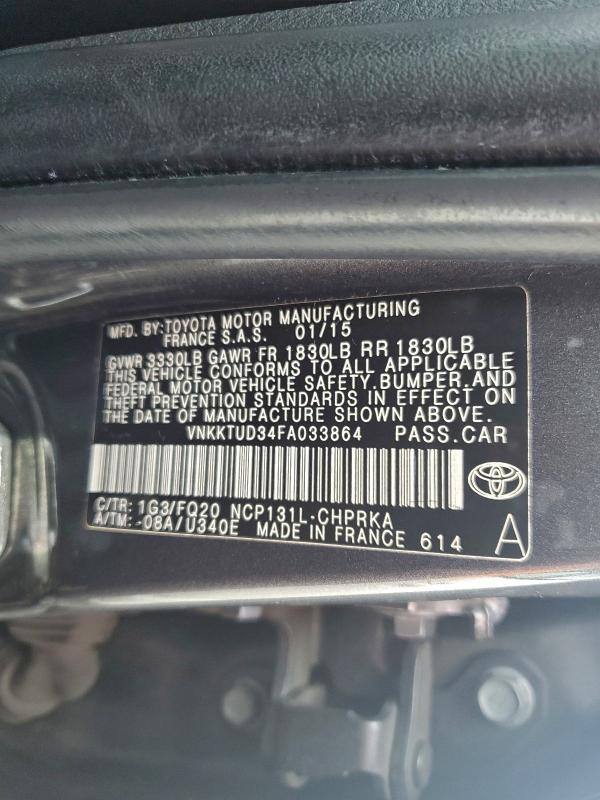 MFD. BY:TOYOTA MOTOR MANUFACTURING
FRANCE S.A.S. 01/15
GVWR 3330LB GAWR FR 1830LB RR 1830LB
THIS VEHICLE CONFORMS TO ALL APPLICABLE
FEDERAL MOTOR VEHICLE SAFETY,BUMPER,AND
THEFT PREVENTION STANDARDS IN EFFECT ON
THE DATE OF MANUFACTURE SHOWN ABOVE.
VNKKTUD34FA033864 PASS.CAR
C/TR: 1G3/FQ20 NCP131L-CHPRKA
A/TM: -08A/U340E MADE IN FRANCE 614 A